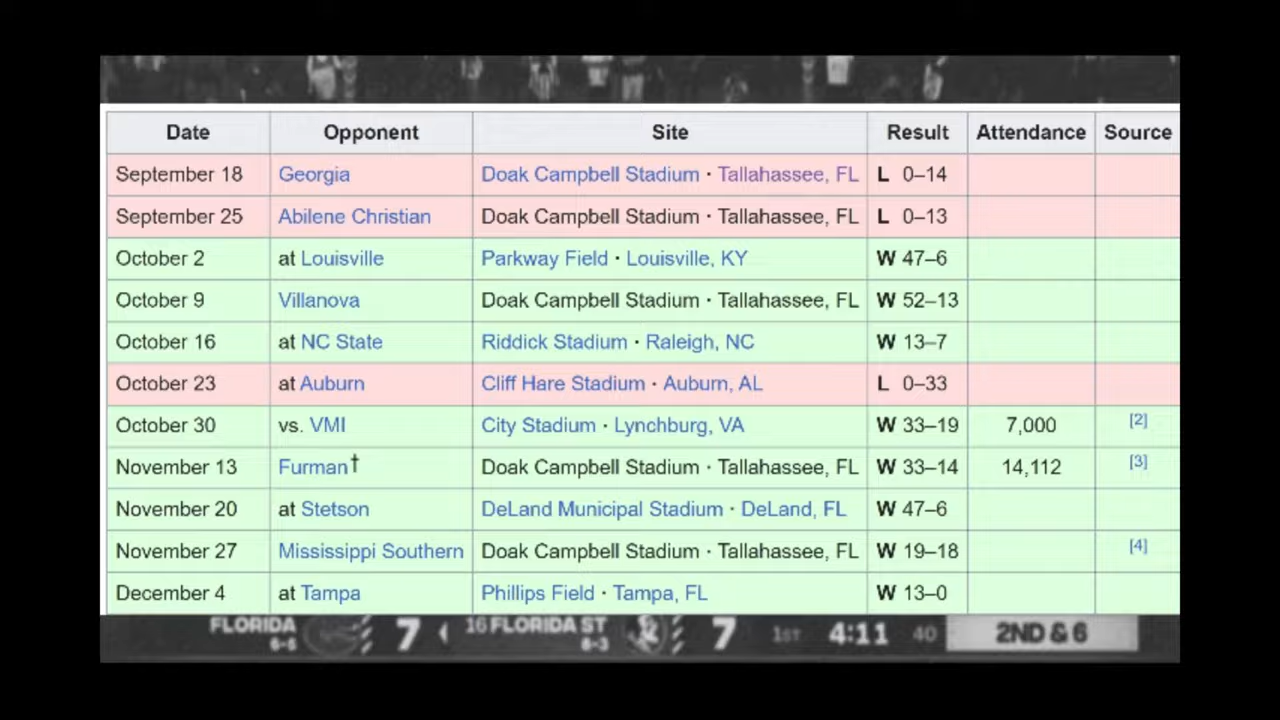 Date Opponent Site Result Attendance Source
September 18 Georgia Doak Campbell Stadium · Tallahassee, FL L 0–14
September 25 Abilene Christian Doak Campbell Stadium · Tallahassee, FL L 0–13
October 2 at Louisville Parkway Field · Louisville, KY W 47–6
October 9 Villanova Doak Campbell Stadium · Tallahassee, FL W 52–13
October 16 at NC State Riddick Stadium · Raleigh, NC W 13–7
October 23 at Auburn Cliff Hare Stadium · Auburn, AL L 0–33
October 30 vs. VMI City Stadium · Lynchburg, VA W 33–19 7,000 [2]
November 13 Furman† Doak Campbell Stadium · Tallahassee, FL W 33–14 14,112 [3]
November 20 at Stetson DeLand Municipal Stadium · DeLand, FL W 47–6
November 27 Mississippi Southern Doak Campbell Stadium · Tallahassee, FL W 19–18 [4]
December 4 at Tampa Phillips Field · Tampa, FL W 13–0
FLORIDA 7 16 FLORIDA ST 7 1ST 4:11 40 2ND & 6